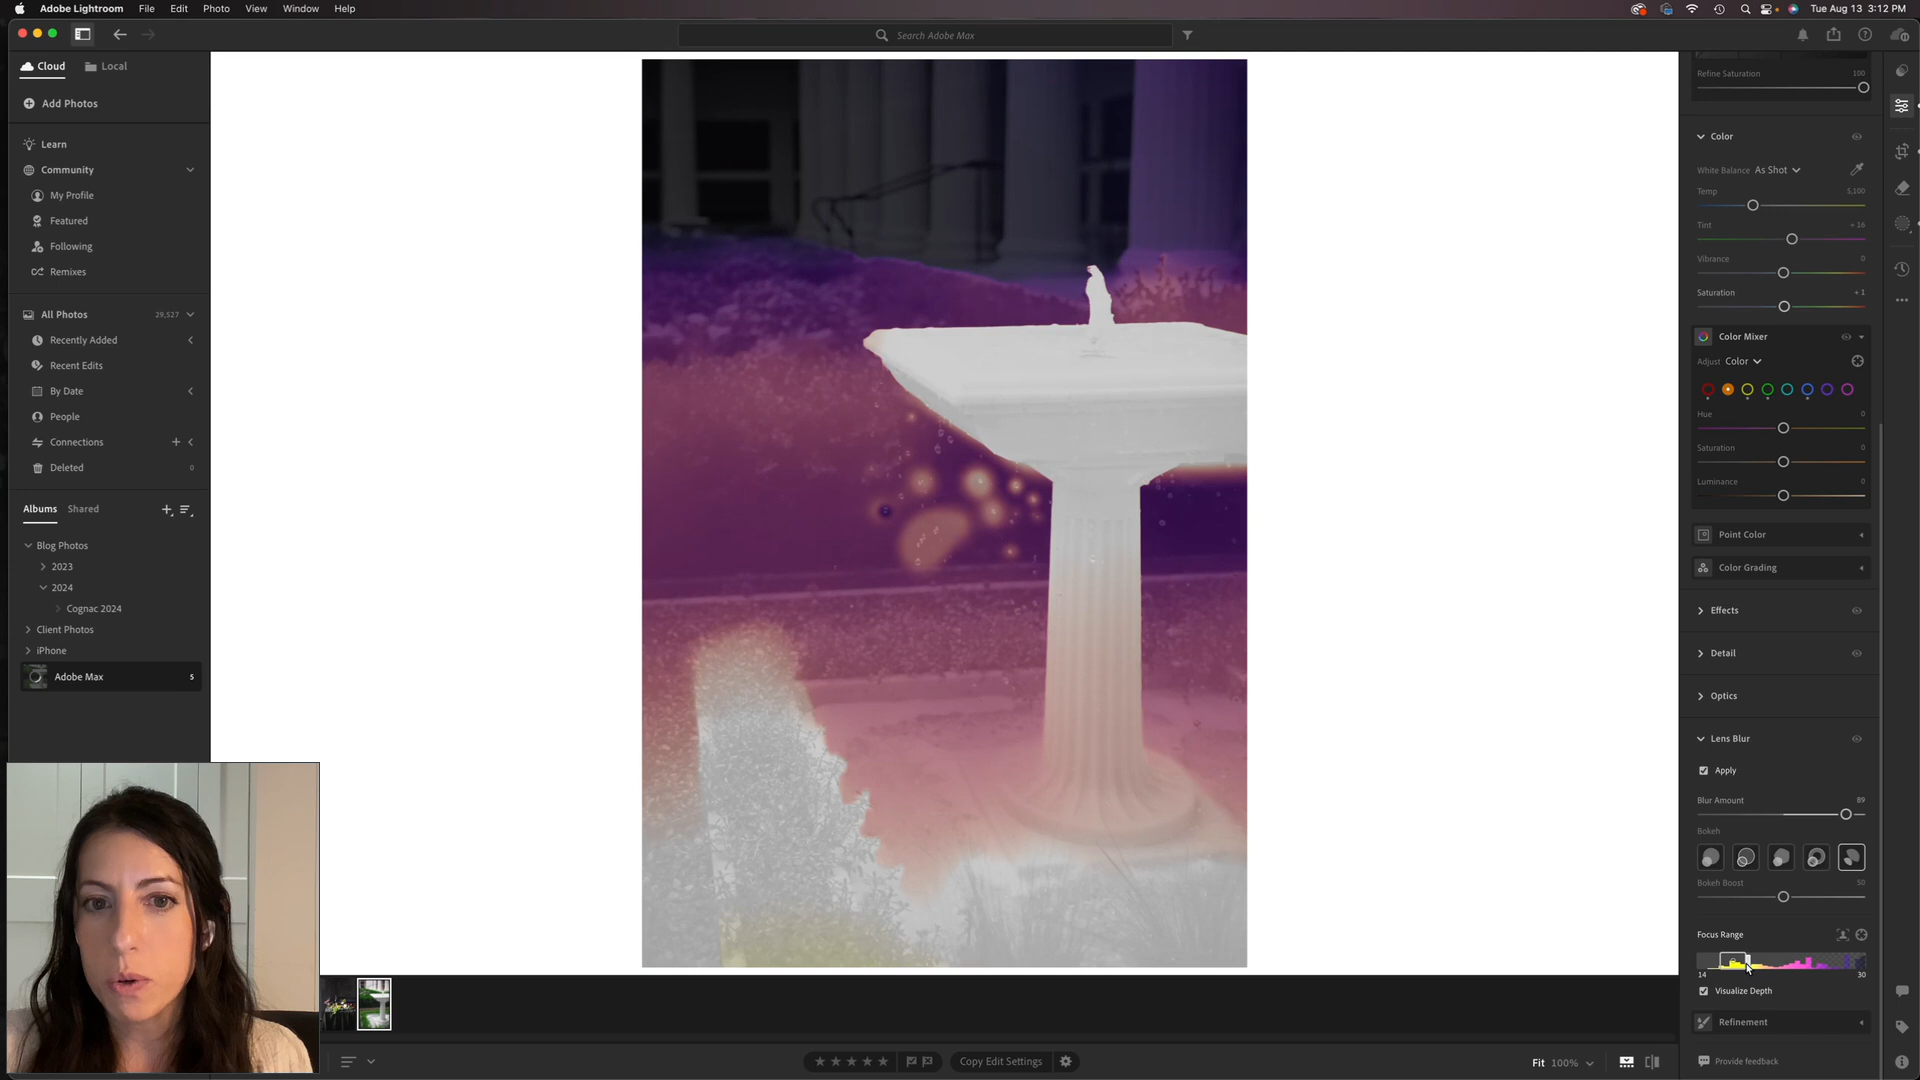 Adobe Lightroom File Edit Photo View Window Help
Tue Aug 13 3:12 PM
Search Adobe Max
Cloud Local
Add Photos
Learn
Community
My Profile
Featured
Following
Remixes
All Photos 29,527
Recently Added
Recent Edits
By Date
People
Connections
Deleted 0
Albums Shared
Blog Photos
2023
2024
Cognac 2024
Client Photos
iPhone
Adobe Max 5
Copy Edit Settings
Fit 100%
Refine Saturation 100
Color
White Balance As Shot
Temp 5,100
Tint + 16
Vibrance 0
Saturation + 1
Color Mixer
Adjust Color
Hue 0
Saturation 0
Luminance 0
Point Color
Color Grading
Effects
Detail
Optics
Lens Blur
Apply
Blur Amount 89
Bokeh
Bokeh Boost 50
Focus Range
14 30
Visualize Depth
Refinement
Provide feedback